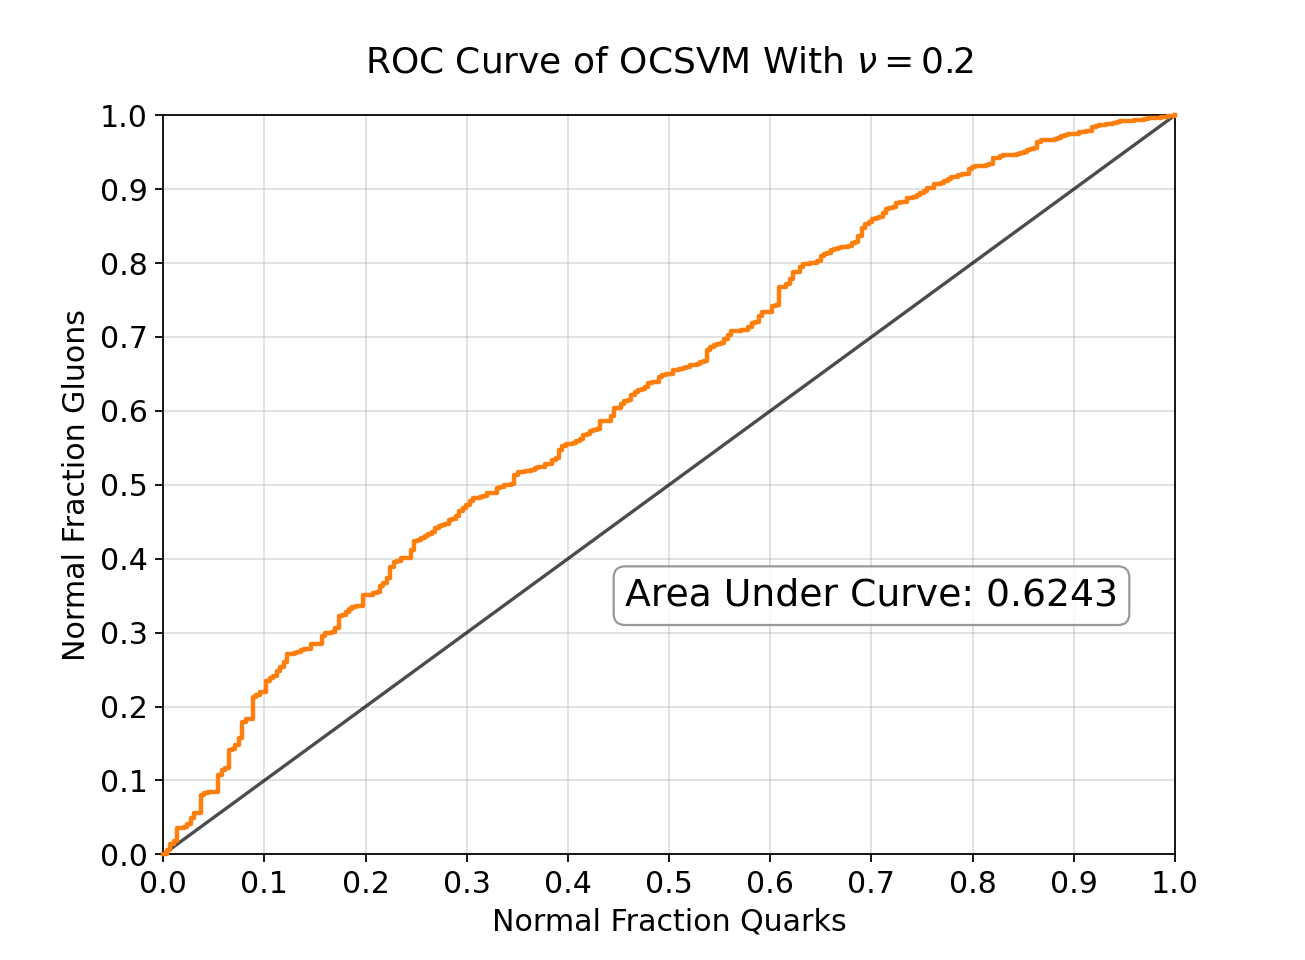 ROC Curve of OCSVM With ν = 0.2
1.0
0.9
0.8
0.7
0.6
0.5
0.4
0.3
0.2
0.1
0.0
Normal Fraction Gluons
Area Under Curve: 0.6243
0.0 0.1 0.2 0.3 0.4 0.5 0.6 0.7 0.8 0.9 1.0
Normal Fraction Quarks